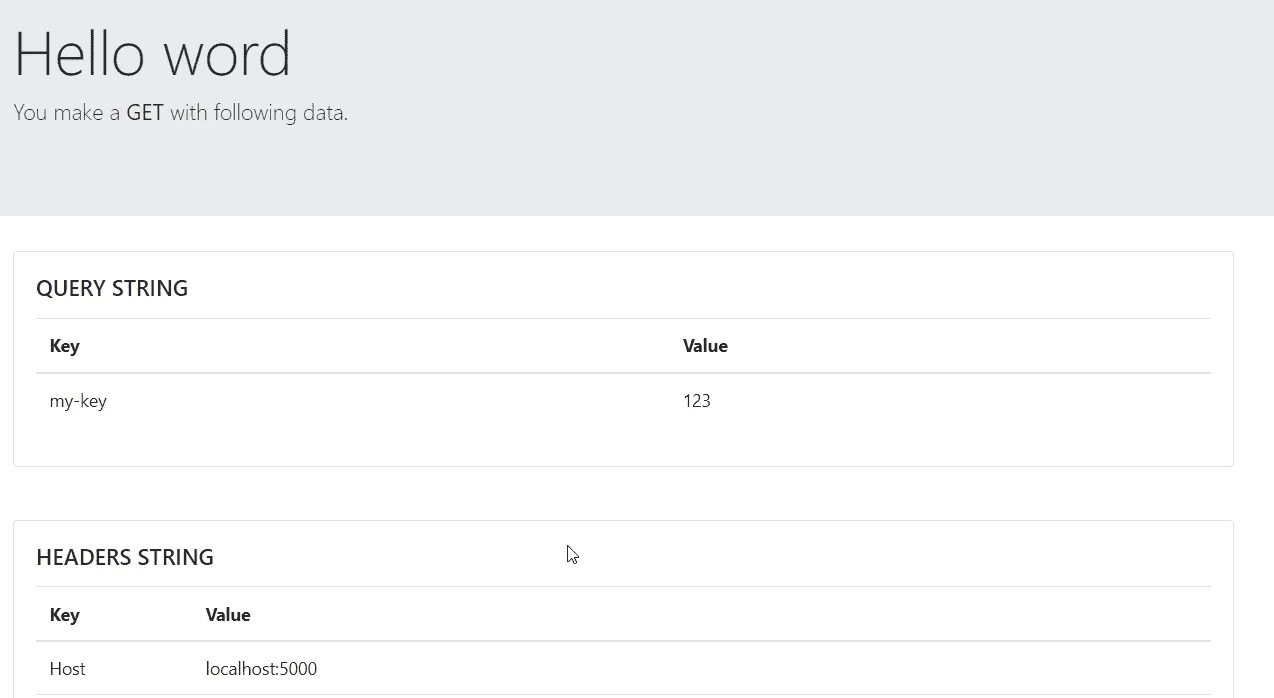 Hello word
You make a GET with following data.
QUERY STRING
Key Value
my-key 123
HEADERS STRING
Key Value
Host localhost:5000